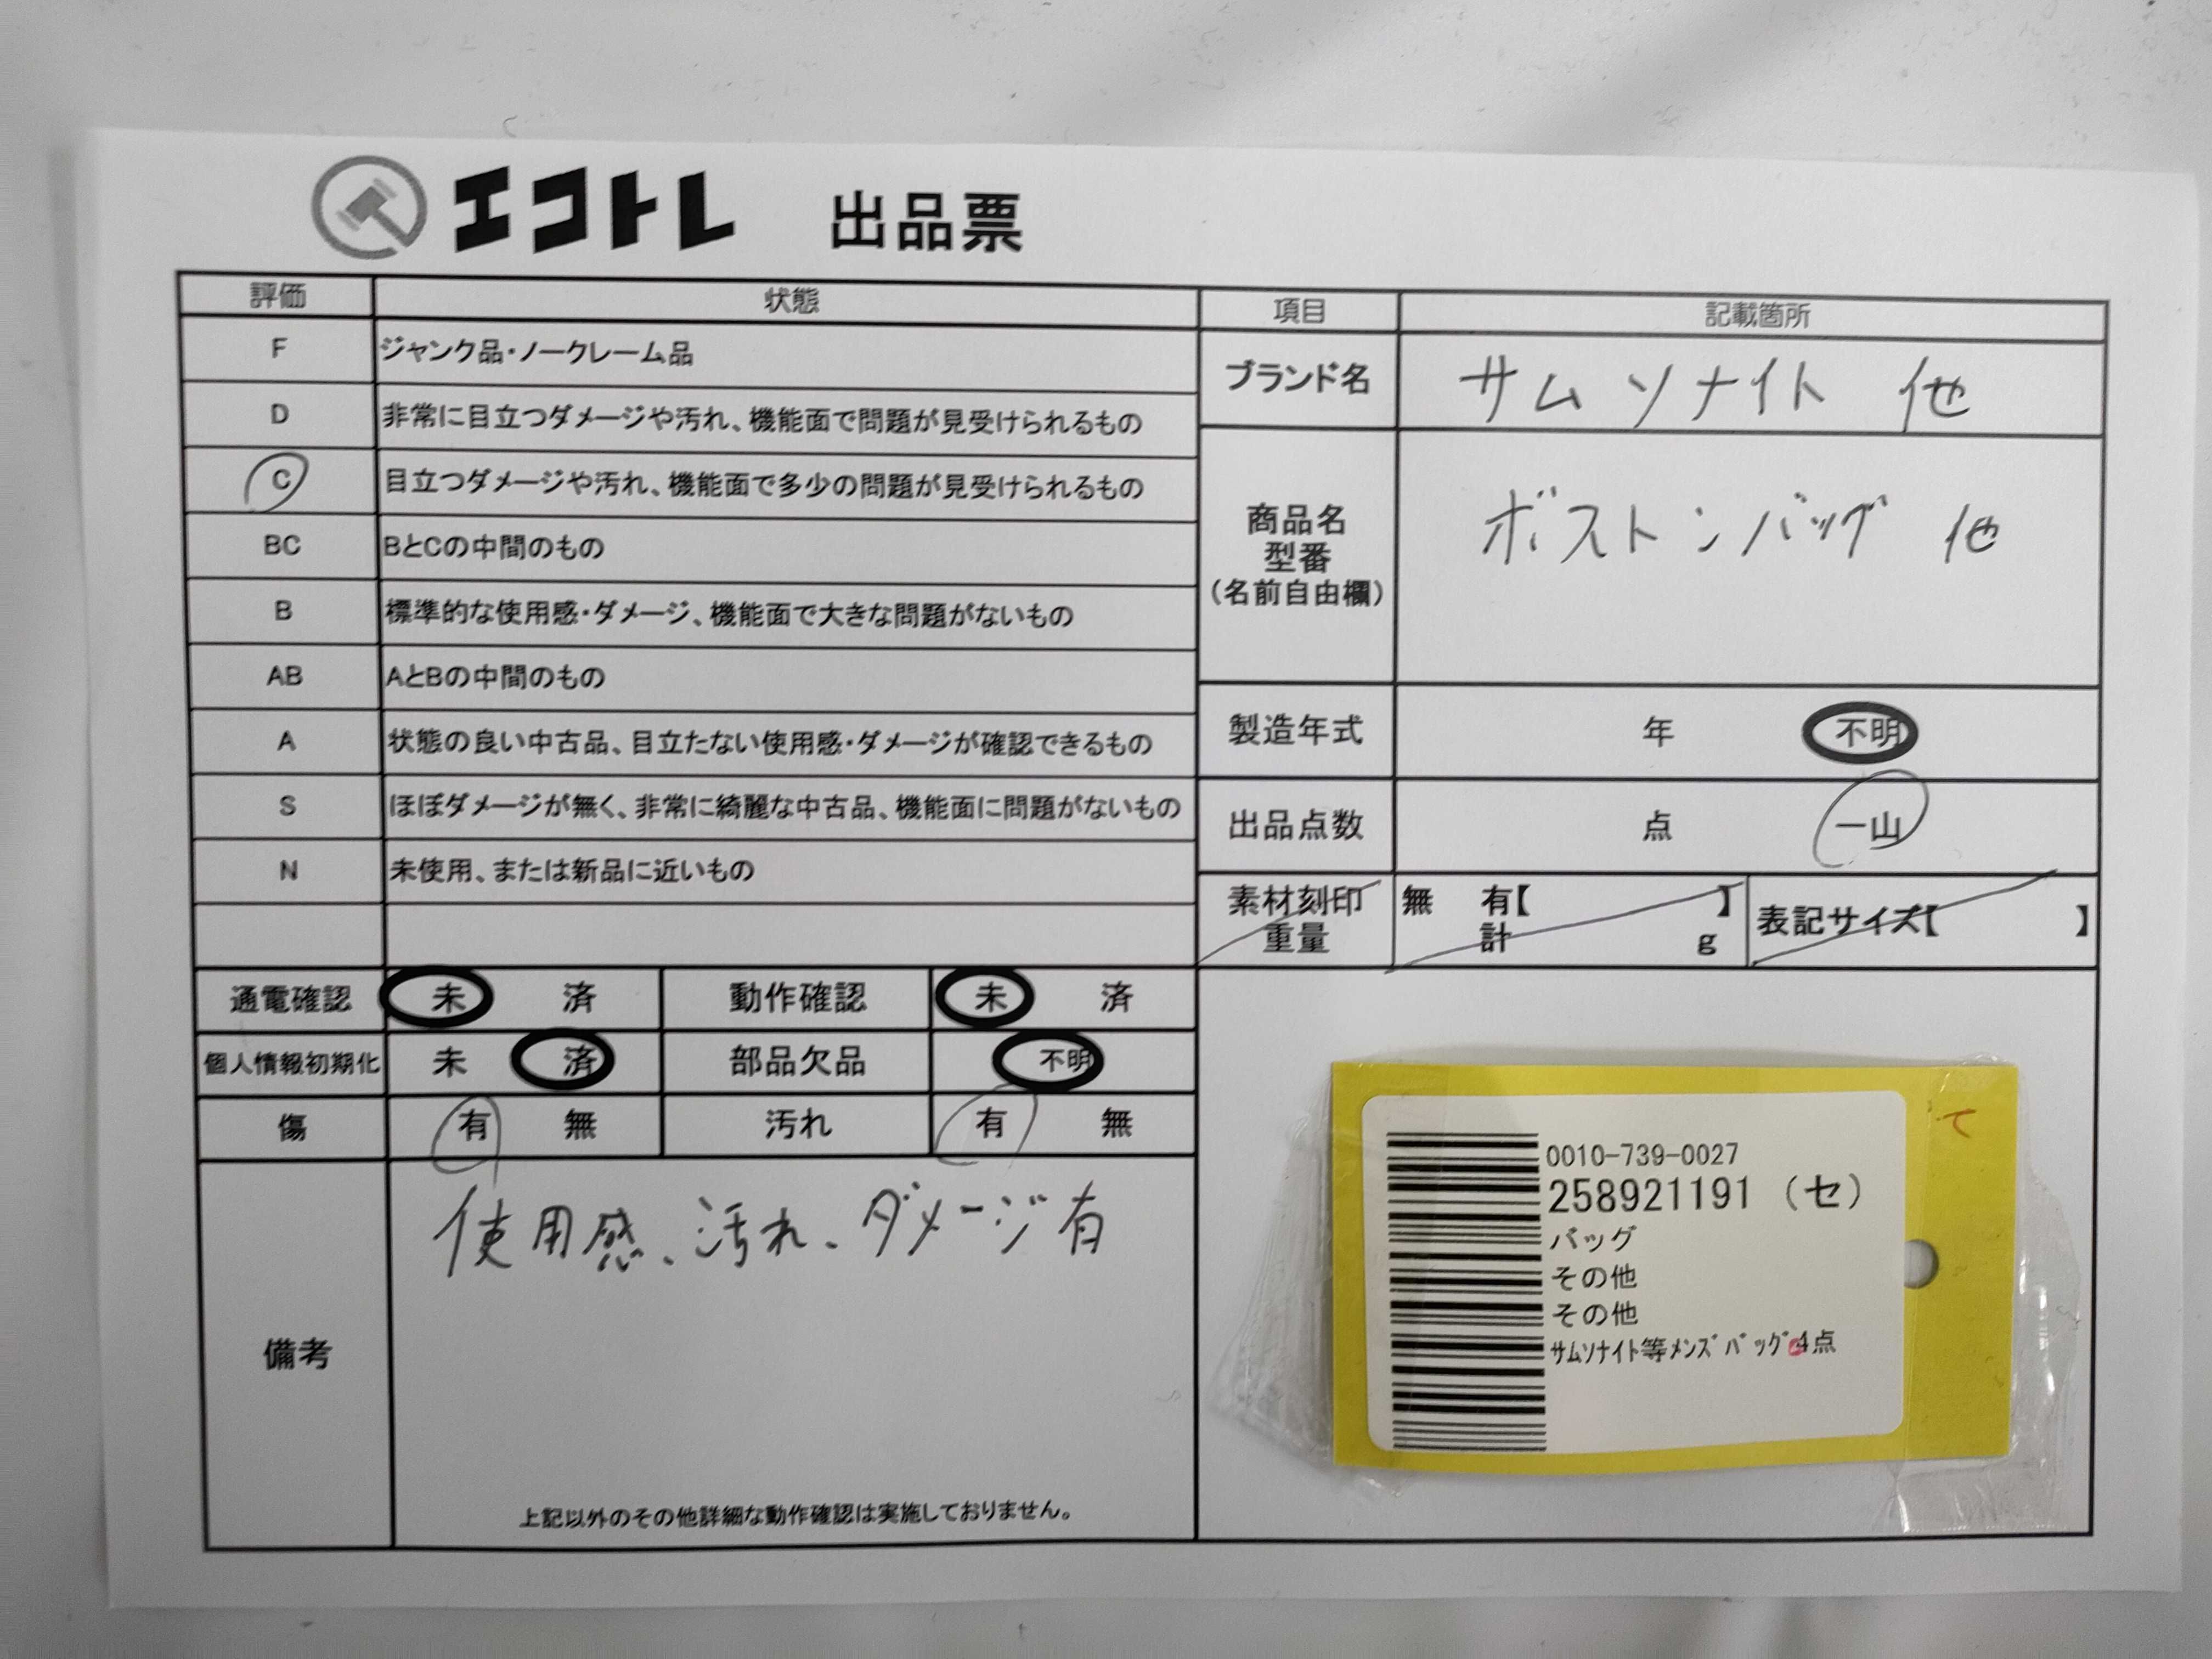 エコトレ 出品票
評価 状態
F ジャンク品・ノークレーム品
D 非常に目立つダメージや汚れ、機能面で問題が見受けられるもの
C 目立つダメージや汚れ、機能面で多少の問題が見受けられるもの
BC BとCの中間のもの
B 標準的な使用感・ダメージ、機能面で大きな問題がないもの
AB AとBの中間のもの
A 状態の良い中古品、目立たない使用感・ダメージが確認できるもの
S ほぼダメージが無く、非常に綺麗な中古品、機能面に問題がないもの
N 未使用、または新品に近いもの
項目 記載箇所
ブランド名 サムソナイト 他
商品名
型番
(名前自由欄)
ボストンバッグ 他
製造年式 年 不明
出品点数 点 一山
素材刻印
重量
無 有【 】
計 g
表記サイズ【 】
通電確認 未 済 動作確認 未 済
個人情報初期化 未 済 部品欠品 不明
傷 有 無 汚れ 有 無
備考
使用感、汚れ、ダメージ有
上記以外のその他詳細な動作確認は実施しておりません。
て
0010-739-0027
258921191 (セ)
バッグ
その他
その他
サムソナイト等メンズバッグ4点